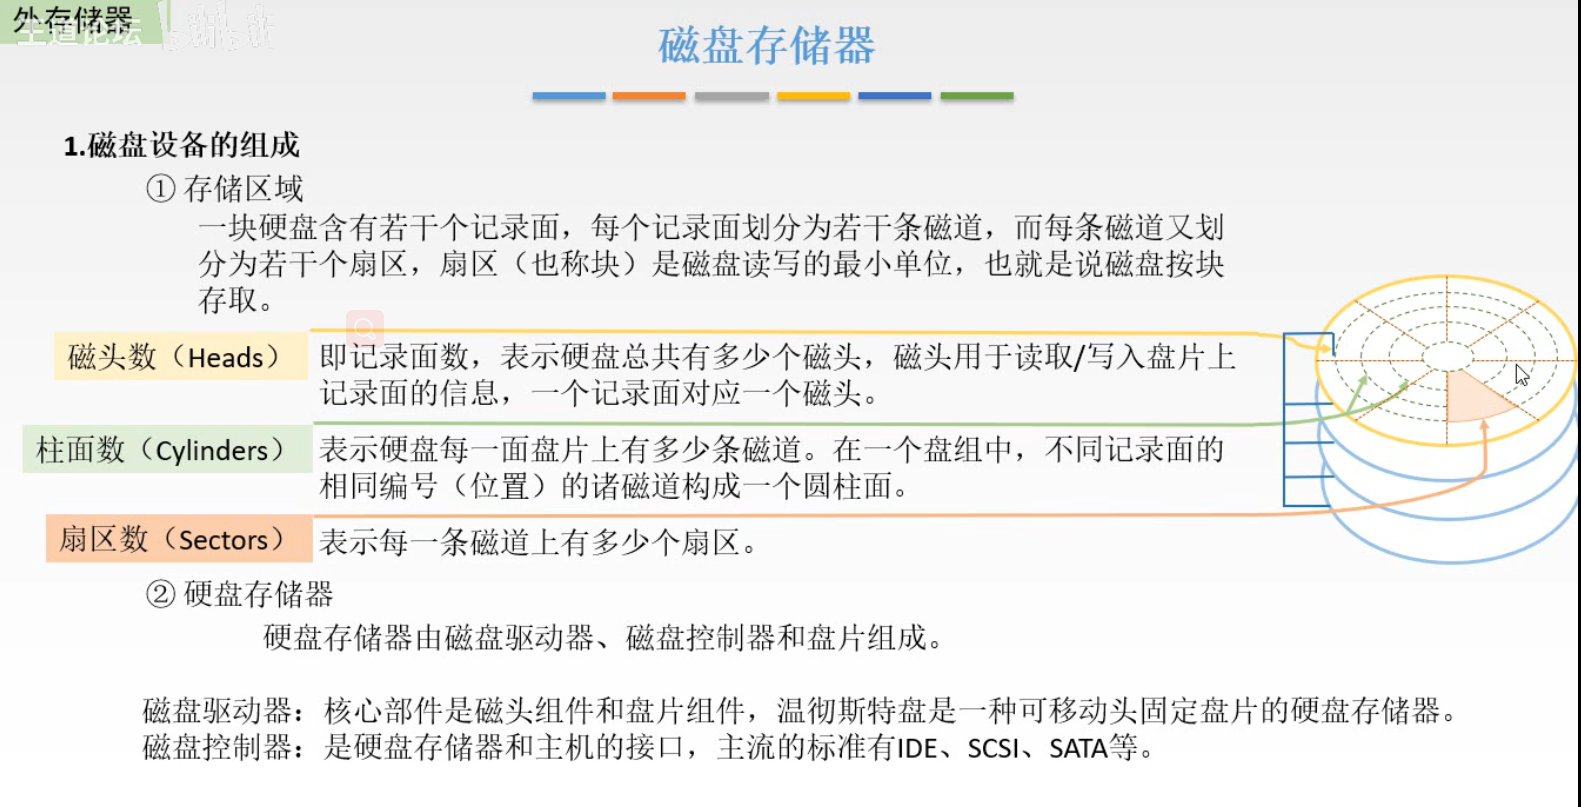 外存储器
王道论坛 bilibili
磁盘存储器
1.磁盘设备的组成
① 存储区域
一块硬盘含有若干个记录面，每个记录面划分为若干条磁道，而每条磁道又划
分为若干个扇区，扇区（也称块）是磁盘读写的最小单位，也就是说磁盘按块
存取。
磁头数（Heads）
即记录面数，表示硬盘总共有多少个磁头，磁头用于读取/写入盘片上
记录面的信息，一个记录面对应一个磁头。
柱面数（Cylinders）
表示硬盘每一面盘片上有多少条磁道。在一个盘组中，不同记录面的
相同编号（位置）的诸磁道构成一个圆柱面。
扇区数（Sectors）
表示每一条磁道上有多少个扇区。
② 硬盘存储器
硬盘存储器由磁盘驱动器、磁盘控制器和盘片组成。
磁盘驱动器：核心部件是磁头组件和盘片组件，温彻斯特盘是一种可移动头固定盘片的硬盘存储器。
磁盘控制器：是硬盘存储器和主机的接口，主流的标准有IDE、SCSI、SATA等。